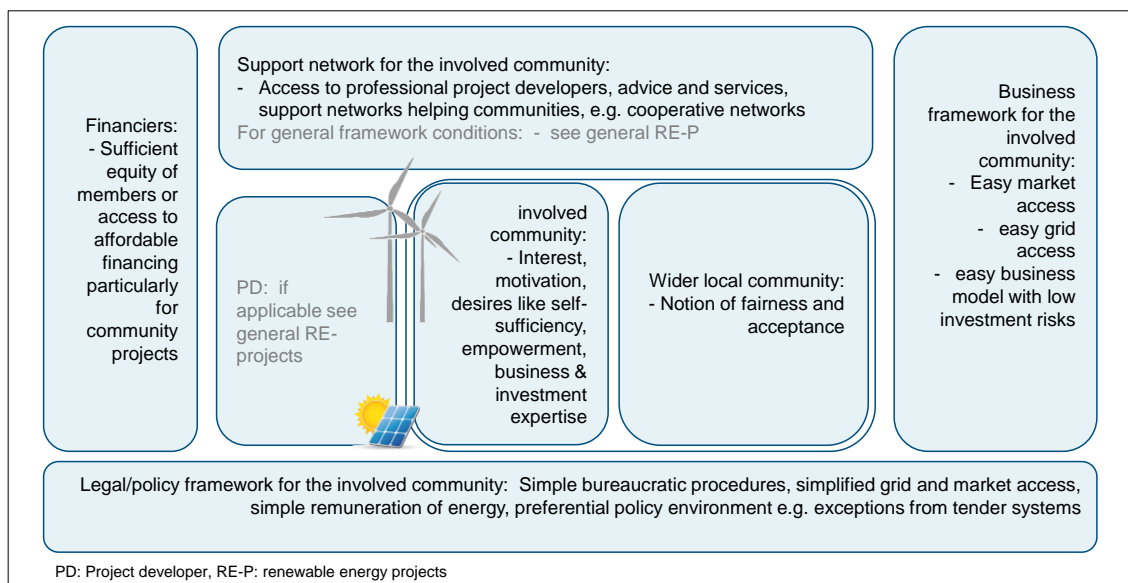 Support network for the involved community:
- Access to professional project developers, advice and services,
support networks helping communities, e.g. cooperative networks
For general framework conditions: - see general RE-P
Financiers:
- Sufficient
equity of
members or
access to
affordable
financing
particularly
for
community
projects
PD: if
applicable see
general RE-
projects
involved
community:
- Interest,
motivation,
desires like self-
sufficiency,
empowerment,
business &
investment
expertise
Wider local community:
- Notion of fairness and
acceptance
Business
framework for the
involved
community:
- Easy market
access
- easy grid
access
- easy business
model with low
investment risks
Legal/policy framework for the involved community: Simple bureaucratic procedures, simplified grid and market access,
simple remuneration of energy, preferential policy environment e.g. exceptions from tender systems
PD: Project developer, RE-P: renewable energy projects